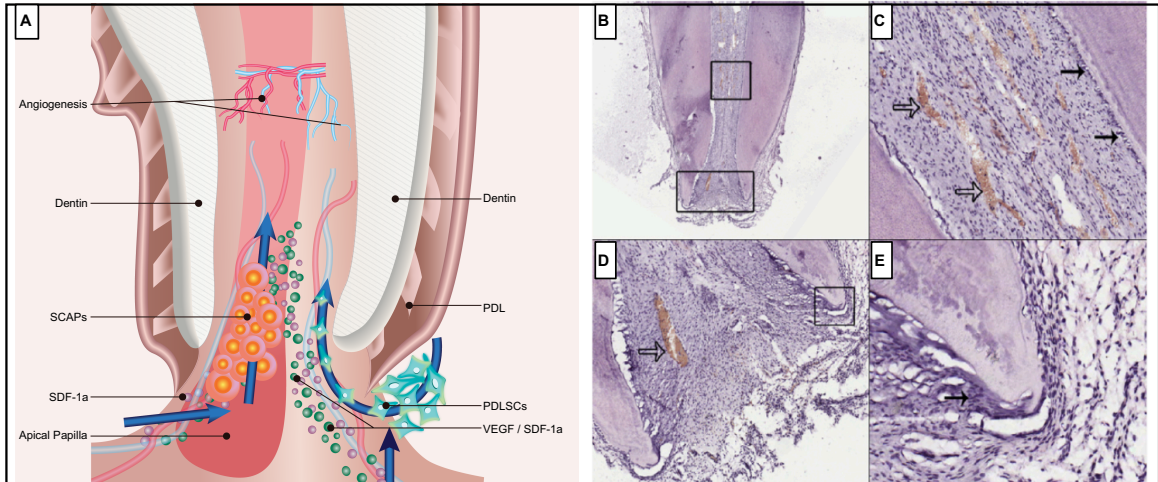 A
Angiogenesis
Dentin
Dentin
SCAPs
PDL
SDF-1a
PDLSCs
Apical Papilla
VEGF / SDF-1a
B
C
D
E